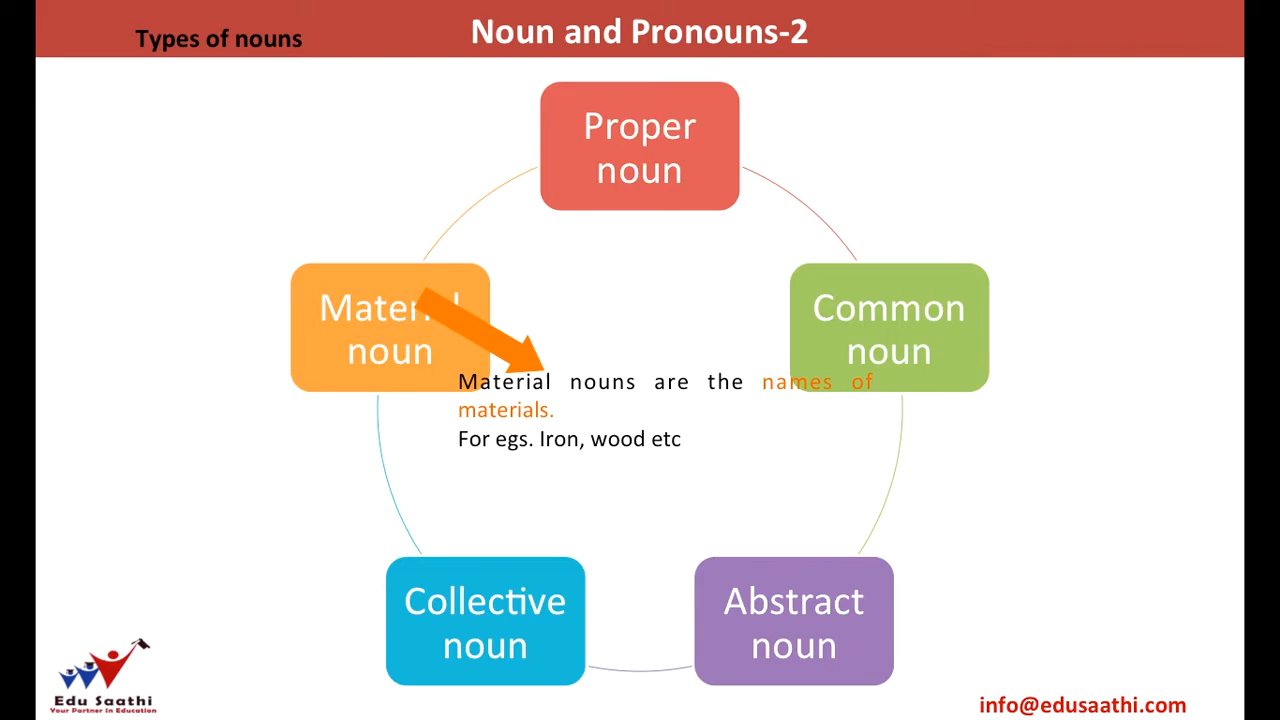 Types of nouns
Noun and Pronouns-2
Proper
noun
Material
noun
Common
noun
Material nouns are the names of
materials.
For egs. Iron, wood etc
Collective
noun
Abstract
noun
Edu Saathi
Your Partner in Education
info@edusaathi.com